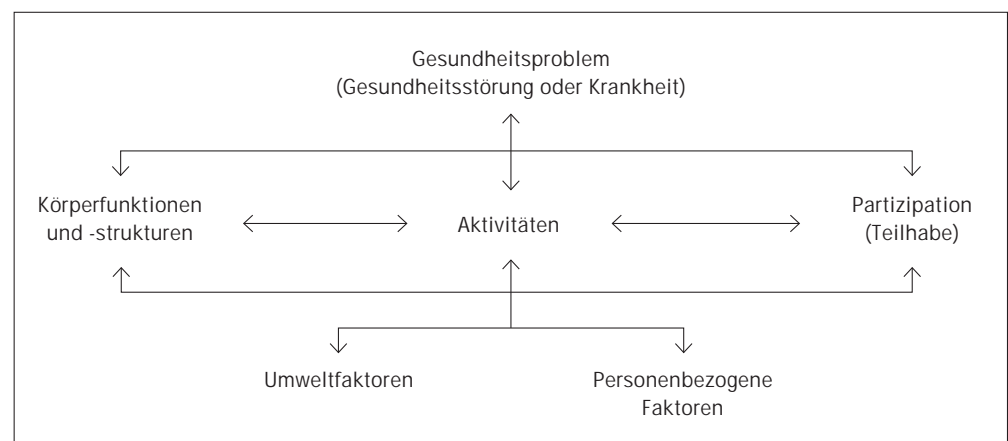 Gesundheitsproblem
(Gesundheitsstörung oder Krankheit)
Körperfunktionen
und -strukturen
Aktivitäten
Partizipation
(Teilhabe)
Umweltfaktoren
Personenbezogene
Faktoren